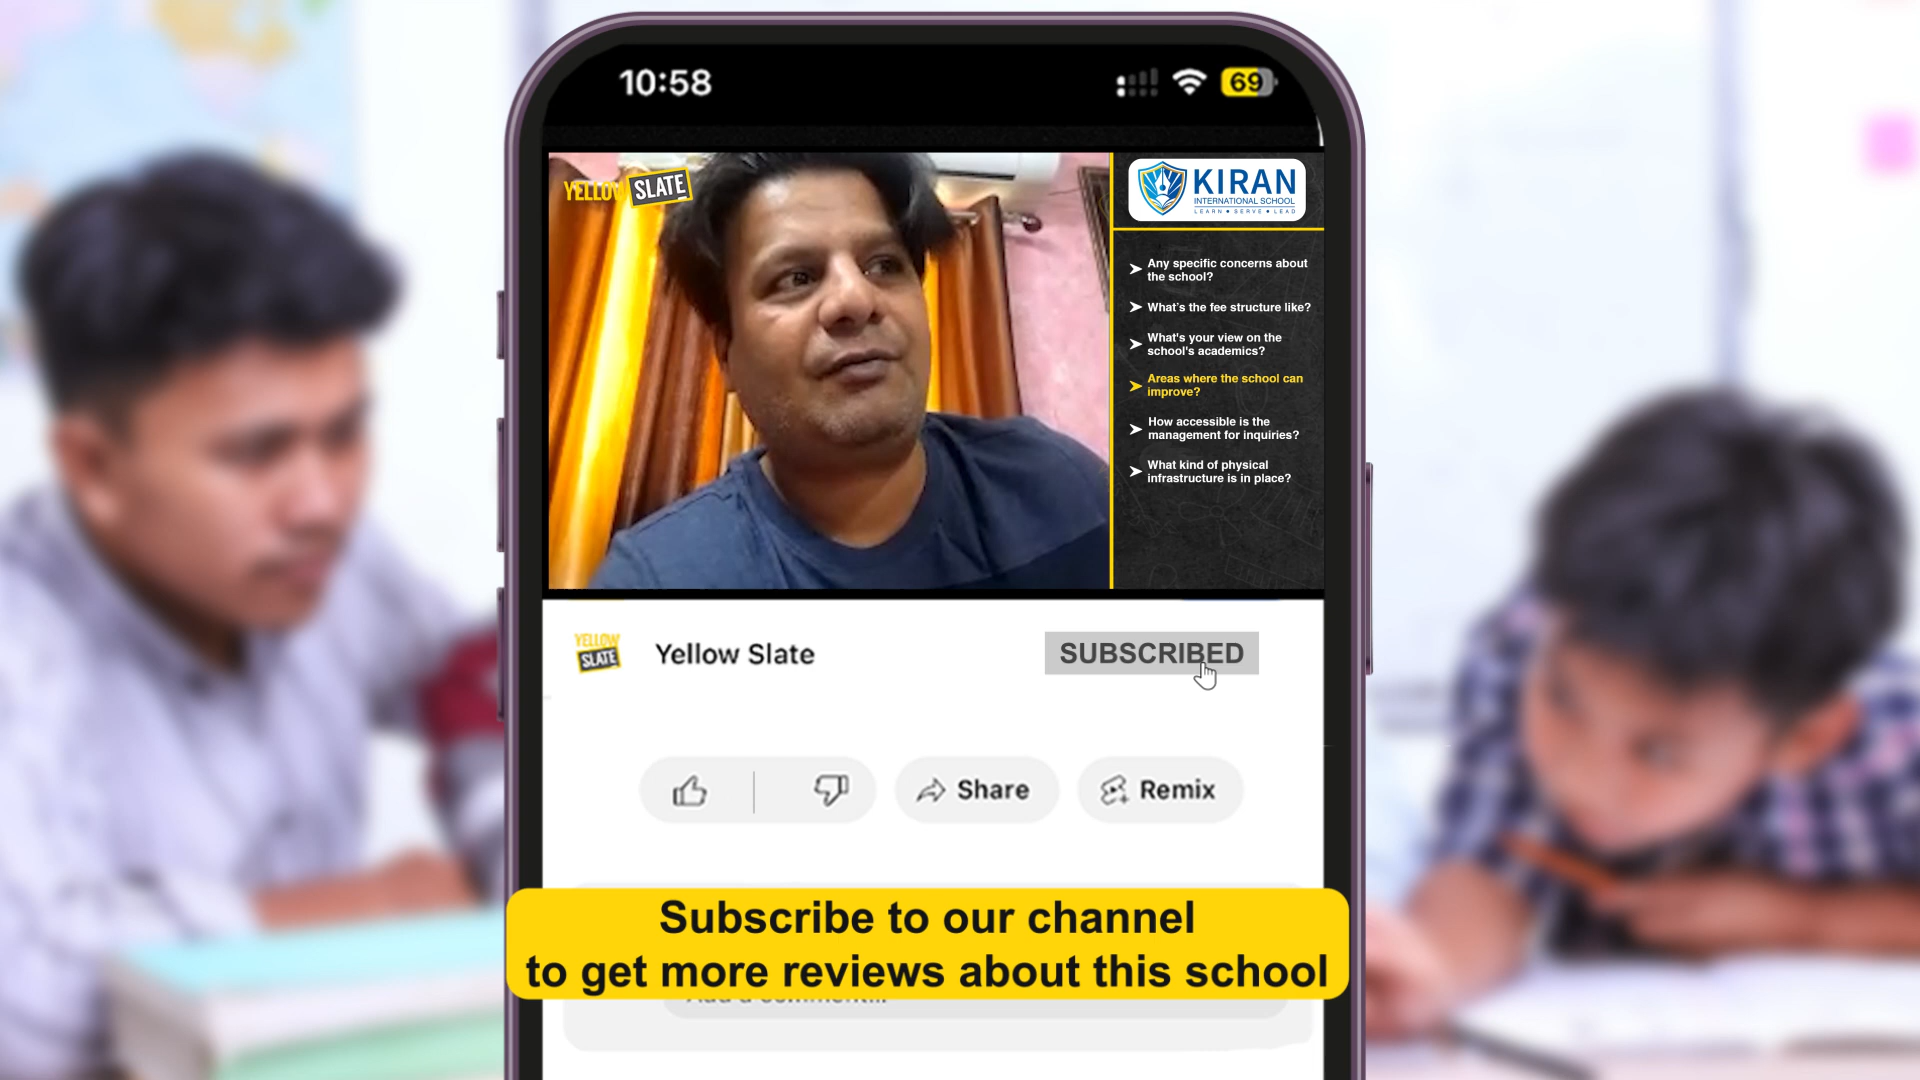 10:58
69
YELLOW SLATE
KIRAN
INTERNATIONAL SCHOOL
LEARN • SERVE • LEAD
Any specific concerns about
the school?
What's the fee structure like?
What's your view on the
school's academics?
Areas where the school can
improve?
How accessible is the
management for inquiries?
What kind of physical
infrastructure is in place?
YELLOW
SLATE
Yellow Slate
SUBSCRIBED
Share
Remix
Subscribe to our channel
to get more reviews about this school
Add a comment...